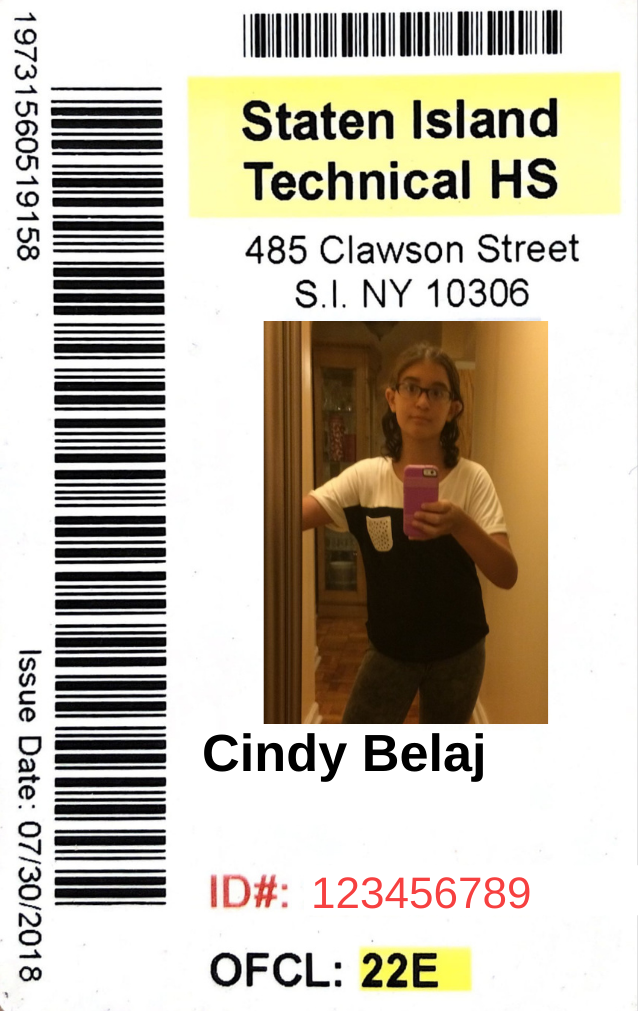 19731560519158
Staten Island
Technical HS
485 Clawson Street
S.I. NY 10306
Cindy Belaj
ID#: 123456789
OFCL: 22E
Issue Date: 07/30/2018